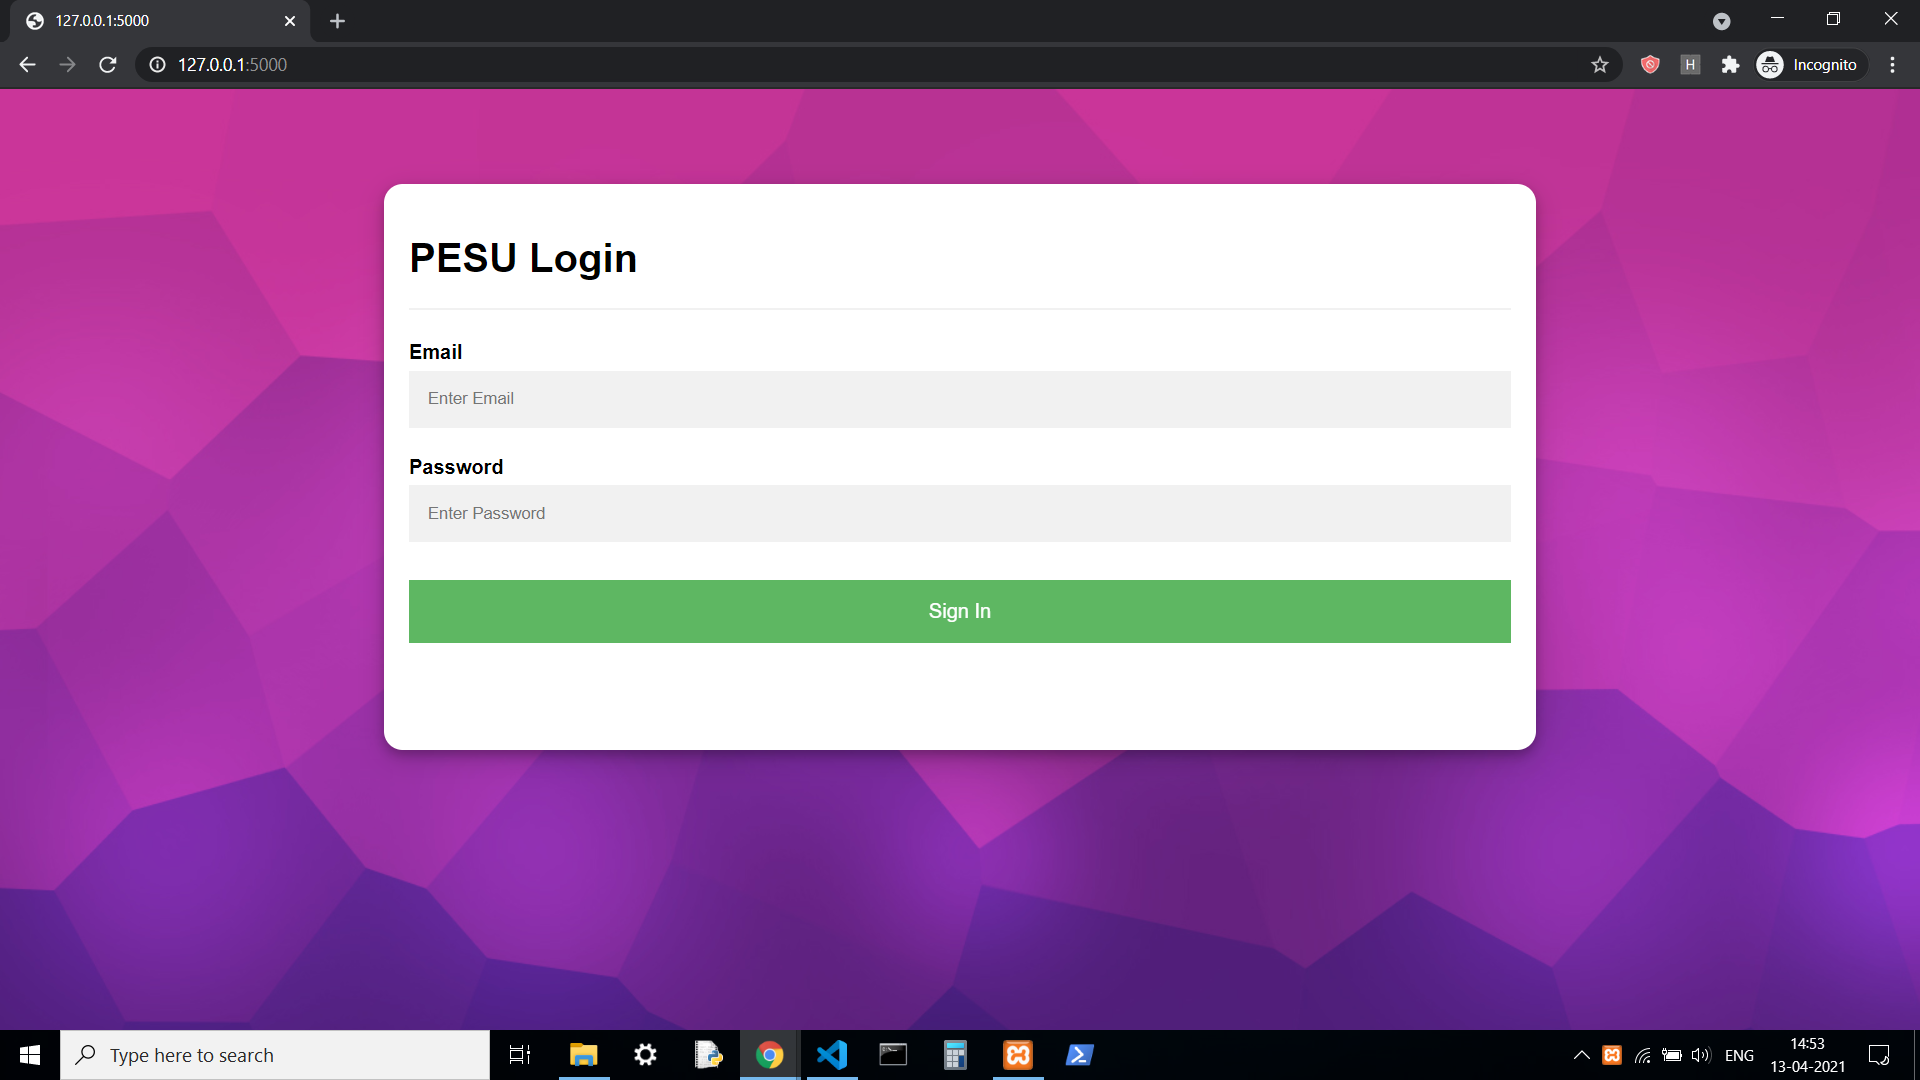 127.0.0.1:5000
127.0.0.1:5000
H
Incognito
PESU Login
Email
Enter Email
Password
Enter Password
Sign In
Type here to search
ENG
14:53
13-04-2021